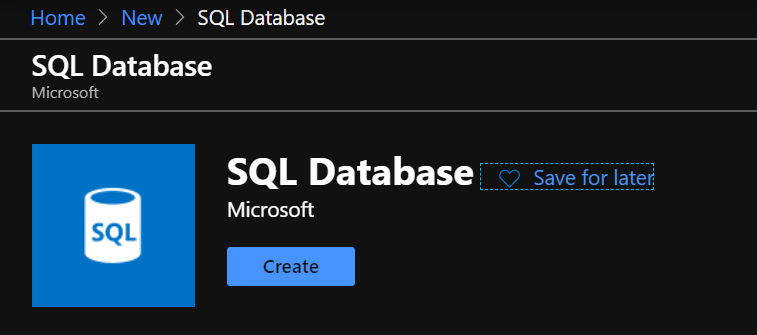 Home > New > SQL Database
SQL Database
Microsoft
SQL
SQL Database
Save for later
Microsoft
Create